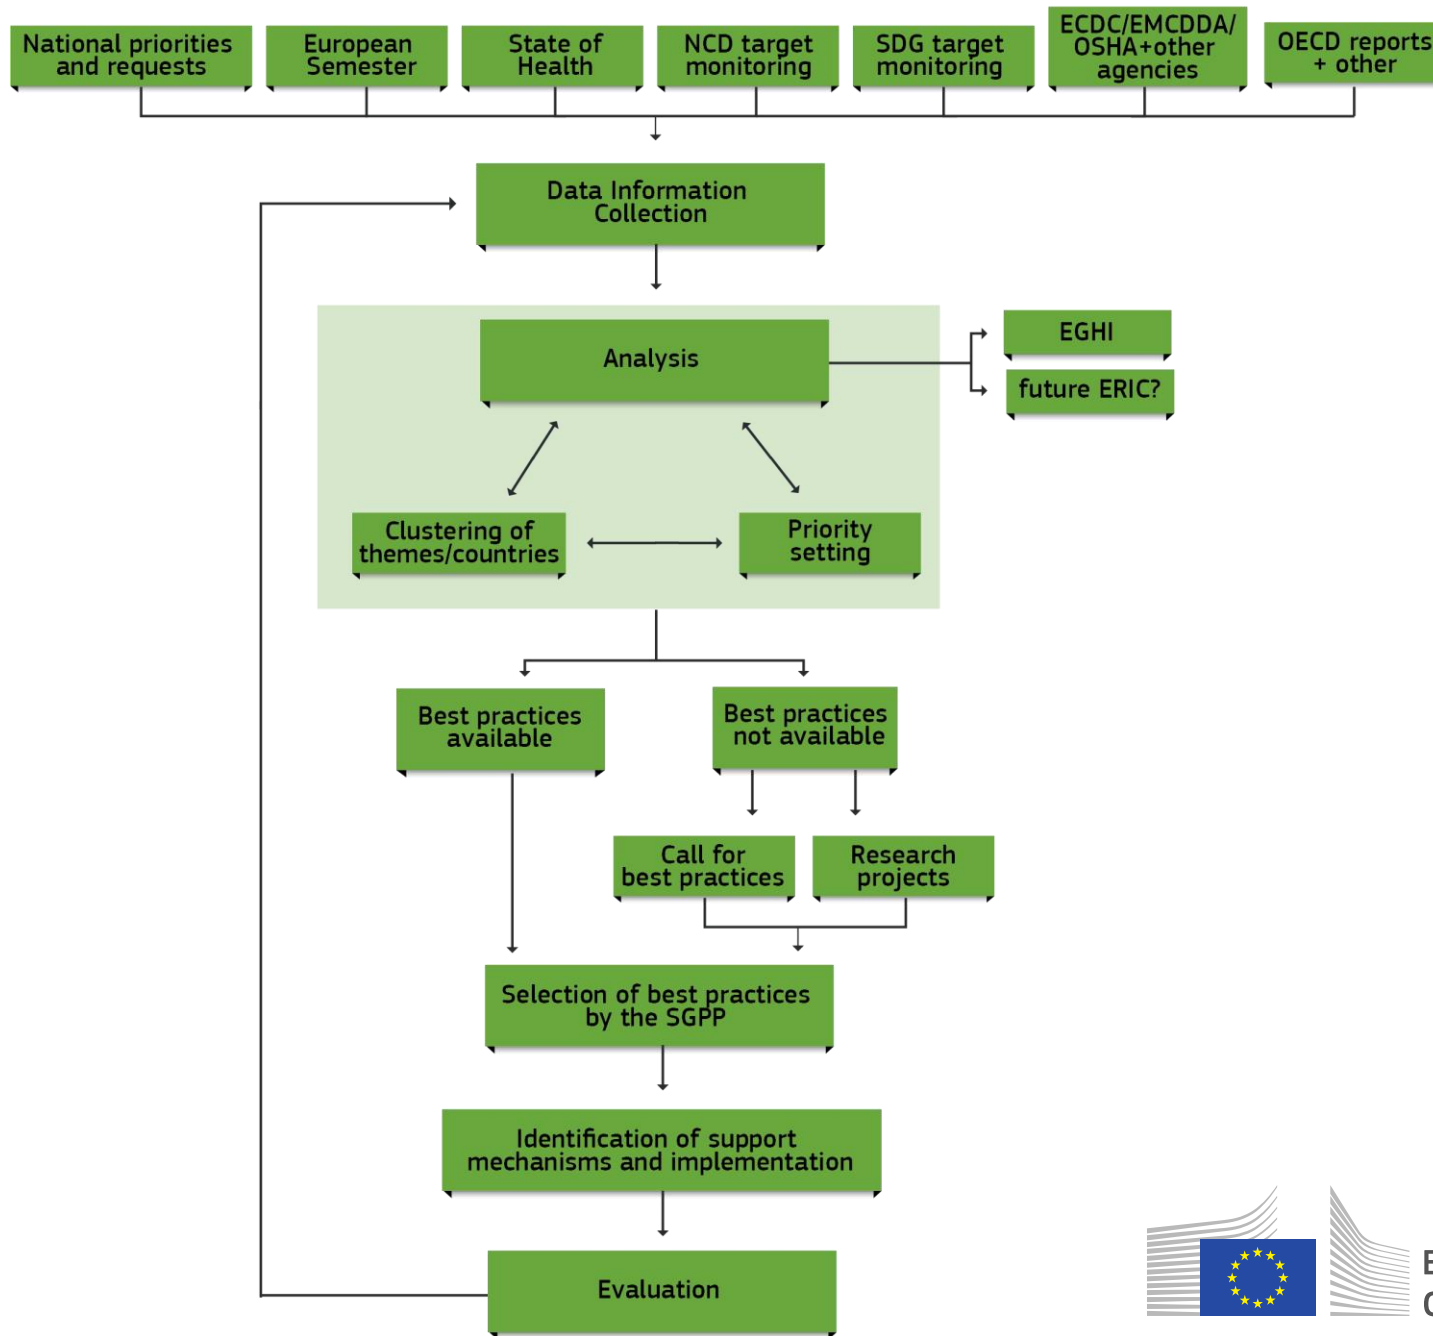 National priorities
and requests
European
Semester
State of
Health
NCD target
monitoring
SDG target
monitoring
ECDC/EMCDDA/
OSHA+other
agencies
OECD reports
+ other
Data Information
Collection
Analysis
EGHI
future ERIC?
Clustering of
themes/countries
Priority
setting
Best practices
available
Best practices
not available
Call for
best practices
Research
projects
Selection of best practices
by the SGPP
Identification of support
mechanisms and implementation
Evaluation